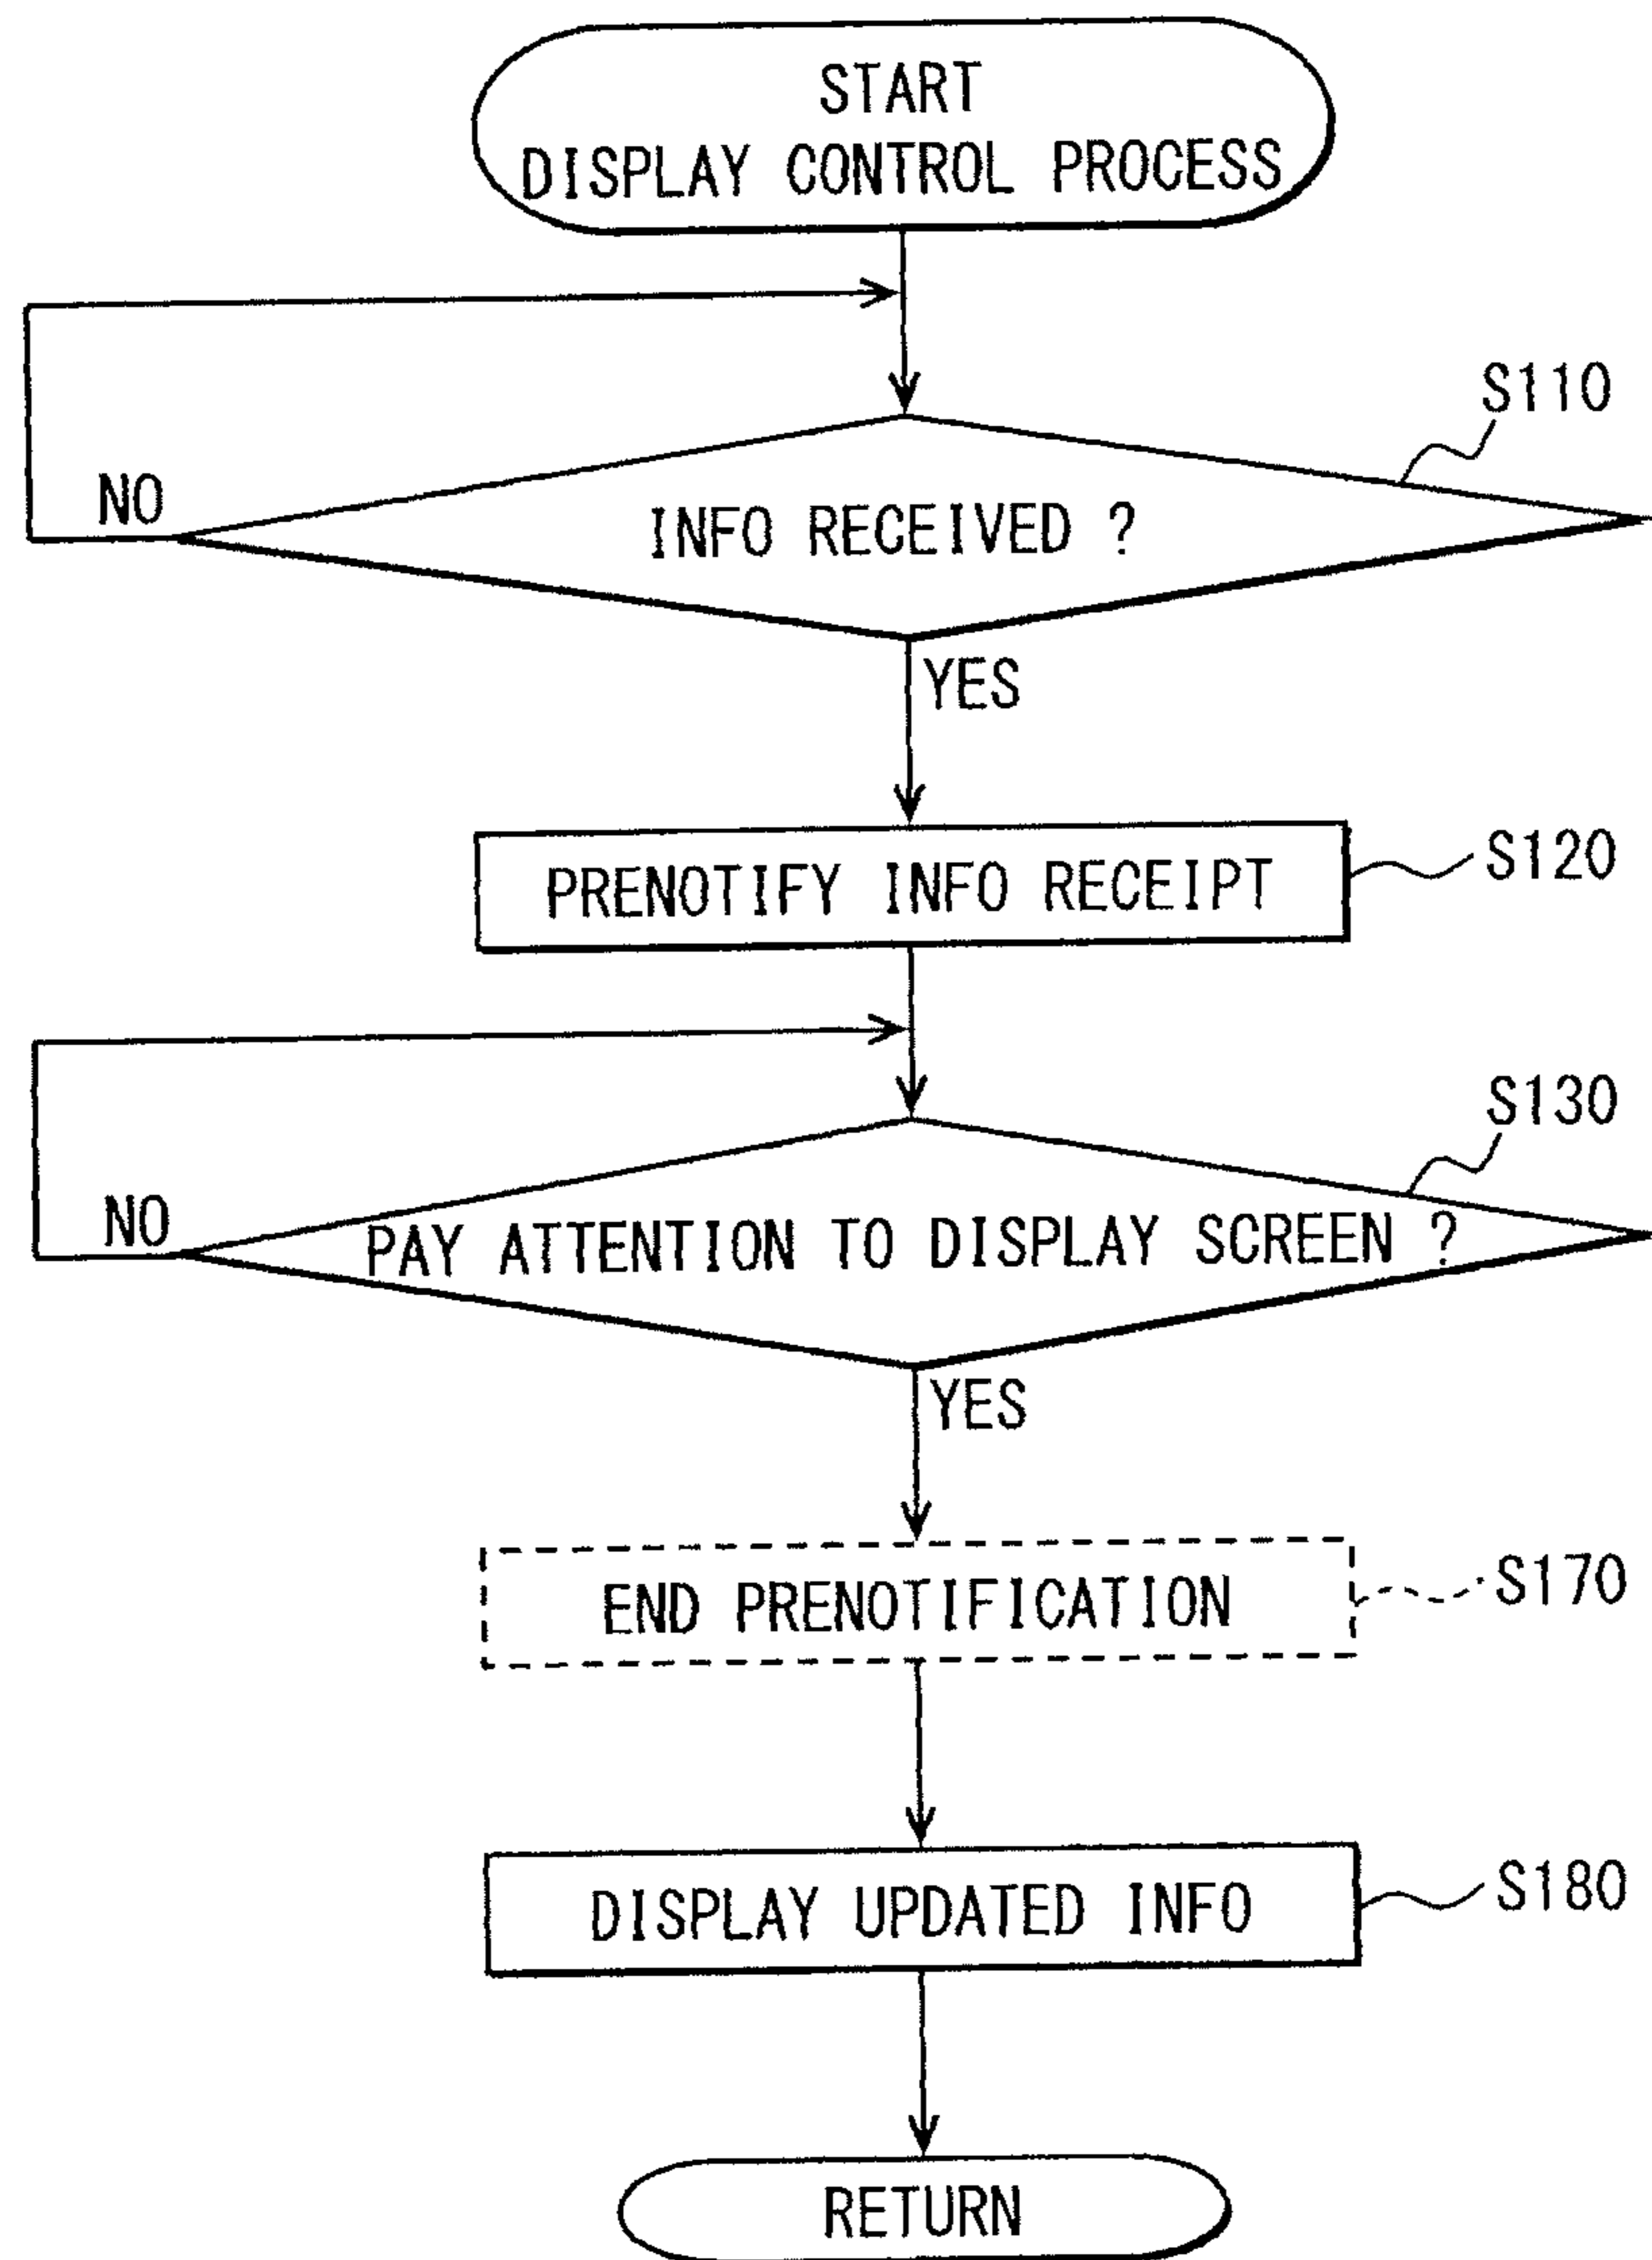 START
DISPLAY CONTROL PROCESS
S110
NO
INFO RECEIVED ?
YES
PRENOTIFY INFO RECEIPT
S120
S130
NO
PAY ATTENTION TO DISPLAY SCREEN ?
YES
END PRENOTIFICATION
S170
DISPLAY UPDATED INFO
S180
RETURN